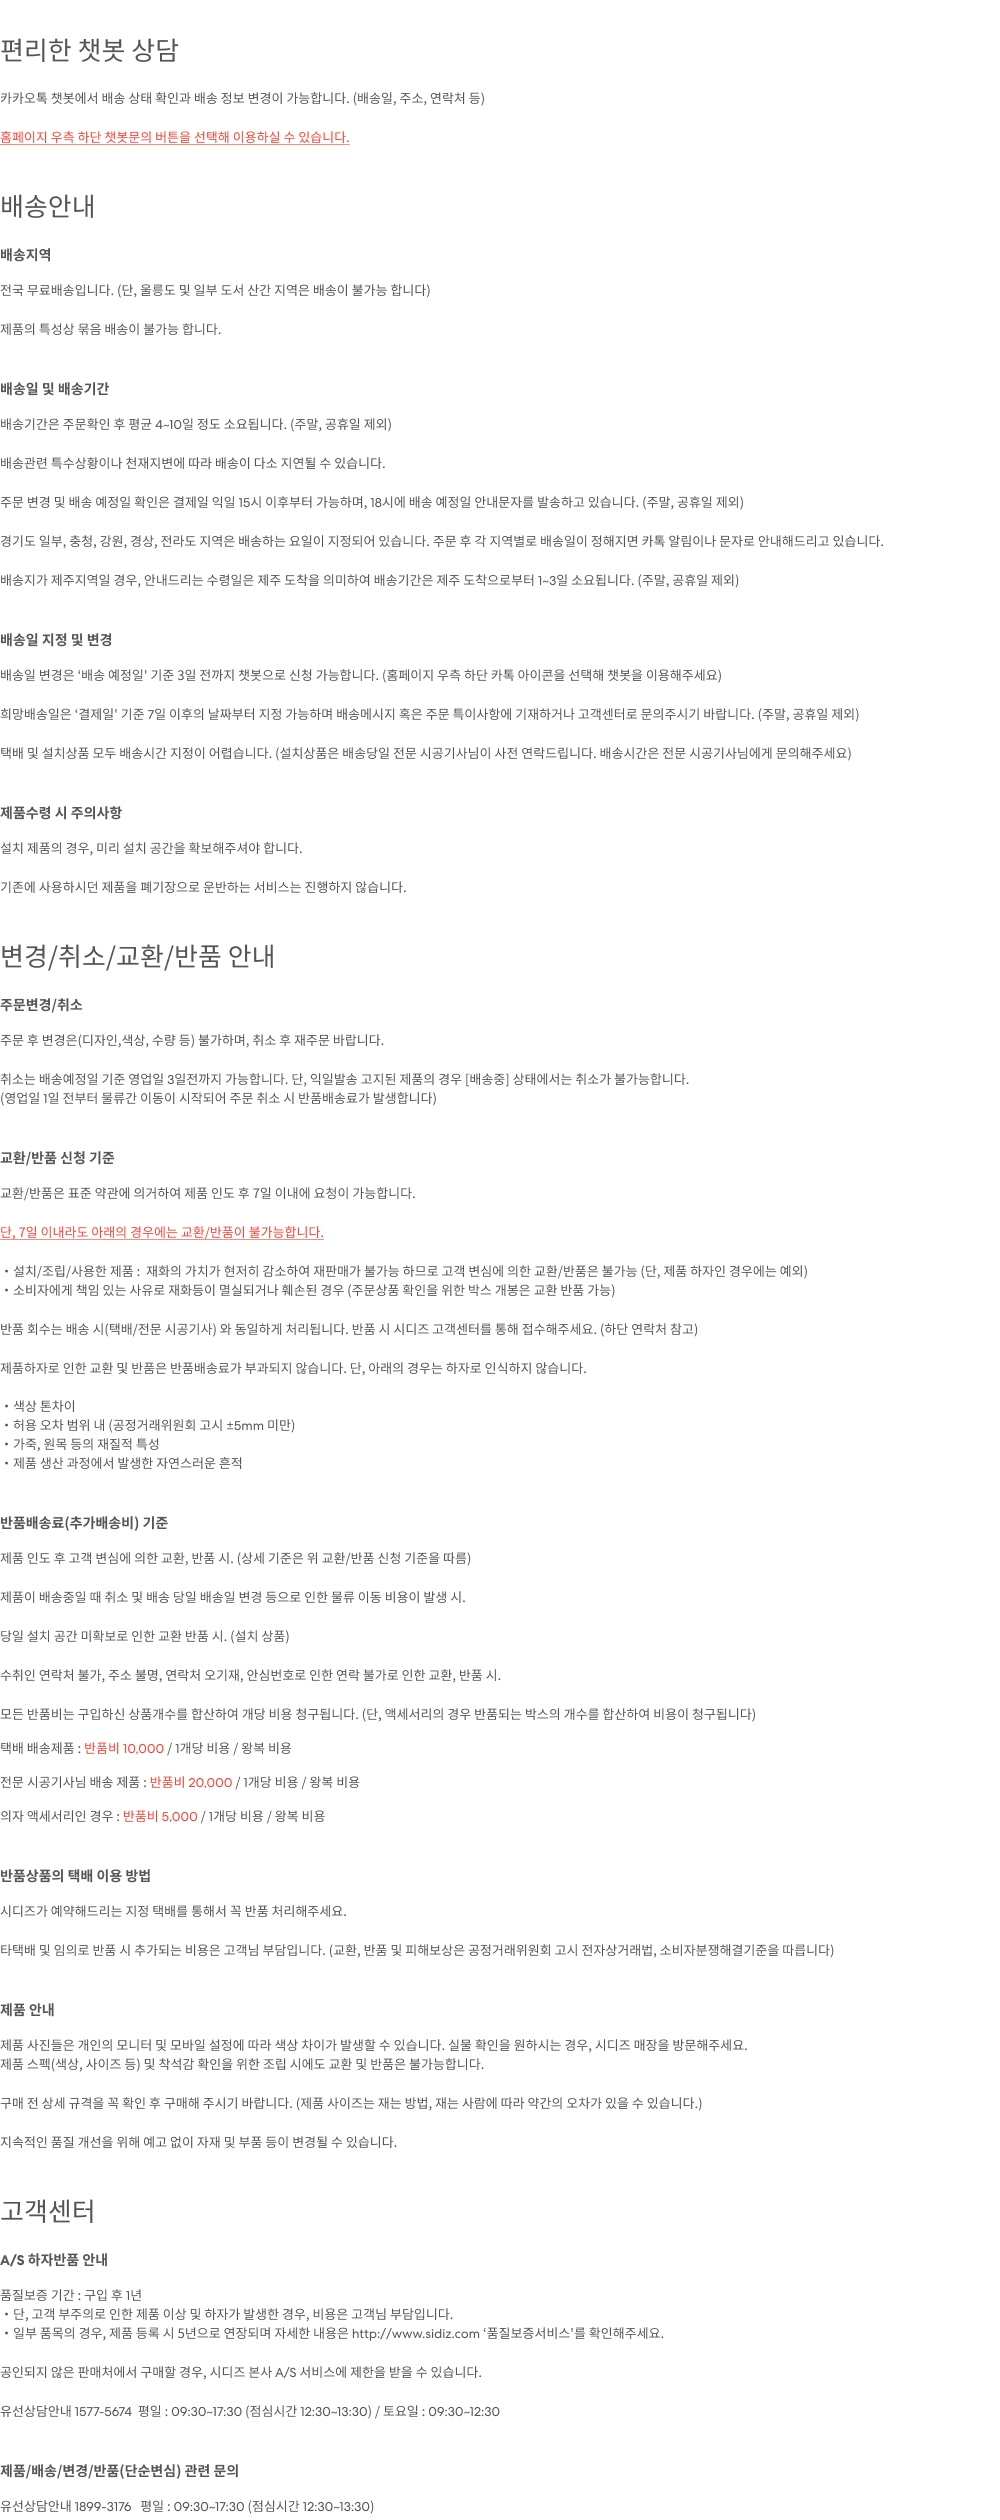 편리한 챗봇 상담
카카오톡 챗봇에서 배송 상태 확인과 배송 정보 변경이 가능합니다. (배송일, 주소, 연락처 등)
홈페이지 우측 하단 챗봇문의 버튼을 선택해 이용하실 수 있습니다.
배송안내
배송지역
전국 무료배송입니다. (단, 울릉도 및 일부 도서 산간 지역은 배송이 불가능 합니다)
제품의 특성상 묶음 배송이 불가능 합니다.
배송일 및 배송기간
배송기간은 주문확인 후 평균 4~10일 정도 소요됩니다. (주말, 공휴일 제외)
배송관련 특수상황이나 천재지변에 따라 배송이 다소 지연될 수 있습니다.
주문 변경 및 배송 예정일 확인은 결제일 익일 15시 이후부터 가능하며, 18시에 배송 예정일 안내문자를 발송하고 있습니다. (주말, 공휴일 제외)
경기도 일부, 충청, 강원, 경상, 전라도 지역은 배송하는 요일이 지정되어 있습니다. 주문 후 각 지역별로 배송일이 정해지면 카톡 알림이나 문자로 안내해드리고 있습니다.
배송지가 제주지역일 경우, 안내드리는 수령일은 제주 도착을 의미하여 배송기간은 제주 도착으로부터 1~3일 소요됩니다. (주말, 공휴일 제외)
배송일 지정 및 변경
배송일 변경은 ‘배송 예정일’ 기준 3일 전까지 챗봇으로 신청 가능합니다. (홈페이지 우측 하단 카톡 아이콘을 선택해 챗봇을 이용해주세요)
희망배송일은 ‘결제일’ 기준 7일 이후의 날짜부터 지정 가능하며 배송메시지 혹은 주문 특이사항에 기재하거나 고객센터로 문의주시기 바랍니다. (주말, 공휴일 제외)
택배 및 설치상품 모두 배송시간 지정이 어렵습니다. (설치상품은 배송당일 전문 시공기사님이 사전 연락드립니다. 배송시간은 전문 시공기사님에게 문의해주세요)
제품수령 시 주의사항
설치 제품의 경우, 미리 설치 공간을 확보해주셔야 합니다.
기존에 사용하시던 제품을 폐기장으로 운반하는 서비스는 진행하지 않습니다.
변경/취소/교환/반품 안내
주문변경/취소
주문 후 변경은(디자인,색상, 수량 등) 불가하며, 취소 후 재주문 바랍니다.
취소는 배송예정일 기준 영업일 3일전까지 가능합니다. 단, 익일발송 고지된 제품의 경우 [배송중] 상태에서는 취소가 불가능합니다.
(영업일 1일 전부터 물류간 이동이 시작되어 주문 취소 시 반품배송료가 발생합니다)
교환/반품 신청 기준
교환/반품은 표준 약관에 의거하여 제품 인도 후 7일 이내에 요청이 가능합니다.
단, 7일 이내라도 아래의 경우에는 교환/반품이 불가능합니다.
・설치/조립/사용한 제품 : 재화의 가치가 현저히 감소하여 재판매가 불가능 하므로 고객 변심에 의한 교환/반품은 불가능 (단, 제품 하자인 경우에는 예외)
・소비자에게 책임 있는 사유로 재화등이 멸실되거나 훼손된 경우 (주문상품 확인을 위한 박스 개봉은 교환 반품 가능)
반품 회수는 배송 시(택배/전문 시공기사) 와 동일하게 처리됩니다. 반품 시 시디즈 고객센터를 통해 접수해주세요. (하단 연락처 참고)
제품하자로 인한 교환 및 반품은 반품배송료가 부과되지 않습니다. 단, 아래의 경우는 하자로 인식하지 않습니다.
・색상 톤차이
・허용 오차 범위 내 (공정거래위원회 고시 ±5mm 미만)
・가죽, 원목 등의 재질적 특성
・제품 생산 과정에서 발생한 자연스러운 흔적
반품배송료(추가배송비) 기준
제품 인도 후 고객 변심에 의한 교환, 반품 시. (상세 기준은 위 교환/반품 신청 기준을 따름)
제품이 배송중일 때 취소 및 배송 당일 배송일 변경 등으로 인한 물류 이동 비용이 발생 시.
당일 설치 공간 미확보로 인한 교환 반품 시. (설치 상품)
수취인 연락처 불가, 주소 불명, 연락처 오기재, 안심번호로 인한 연락 불가로 인한 교환, 반품 시.
모든 반품비는 구입하신 상품개수를 합산하여 개당 비용 청구됩니다. (단, 액세서리의 경우 반품되는 박스의 개수를 합산하여 비용이 청구됩니다)
택배 배송제품 : 반품비 10,000 / 1개당 비용 / 왕복 비용
전문 시공기사님 배송 제품 : 반품비 20,000 / 1개당 비용 / 왕복 비용
의자 액세서리인 경우 : 반품비 5,000 / 1개당 비용 / 왕복 비용
반품상품의 택배 이용 방법
시디즈가 예약해드리는 지정 택배를 통해서 꼭 반품 처리해주세요.
타택배 및 임의로 반품 시 추가되는 비용은 고객님 부담입니다. (교환, 반품 및 피해보상은 공정거래위원회 고시 전자상거래법, 소비자분쟁해결기준을 따릅니다)
제품 안내
제품 사진들은 개인의 모니터 및 모바일 설정에 따라 색상 차이가 발생할 수 있습니다. 실물 확인을 원하시는 경우, 시디즈 매장을 방문해주세요.
제품 스펙(색상, 사이즈 등) 및 착석감 확인을 위한 조립 시에도 교환 및 반품은 불가능합니다.
구매 전 상세 규격을 꼭 확인 후 구매해 주시기 바랍니다. (제품 사이즈는 재는 방법, 재는 사람에 따라 약간의 오차가 있을 수 있습니다.)
지속적인 품질 개선을 위해 예고 없이 자재 및 부품 등이 변경될 수 있습니다.
고객센터
A/S 하자반품 안내
품질보증 기간 : 구입 후 1년
・단, 고객 부주의로 인한 제품 이상 및 하자가 발생한 경우, 비용은 고객님 부담입니다.
・일부 품목의 경우, 제품 등록 시 5년으로 연장되며 자세한 내용은 http://www.sidiz.com ‘품질보증서비스’를 확인해주세요.
공인되지 않은 판매처에서 구매할 경우, 시디즈 본사 A/S 서비스에 제한을 받을 수 있습니다.
유선상담안내 1577-5674 평일 : 09:30~17:30 (점심시간 12:30~13:30) / 토요일 : 09:30~12:30
제품/배송/변경/반품(단순변심) 관련 문의
유선상담안내 1899-3176 평일 : 09:30~17:30 (점심시간 12:30~13:30)